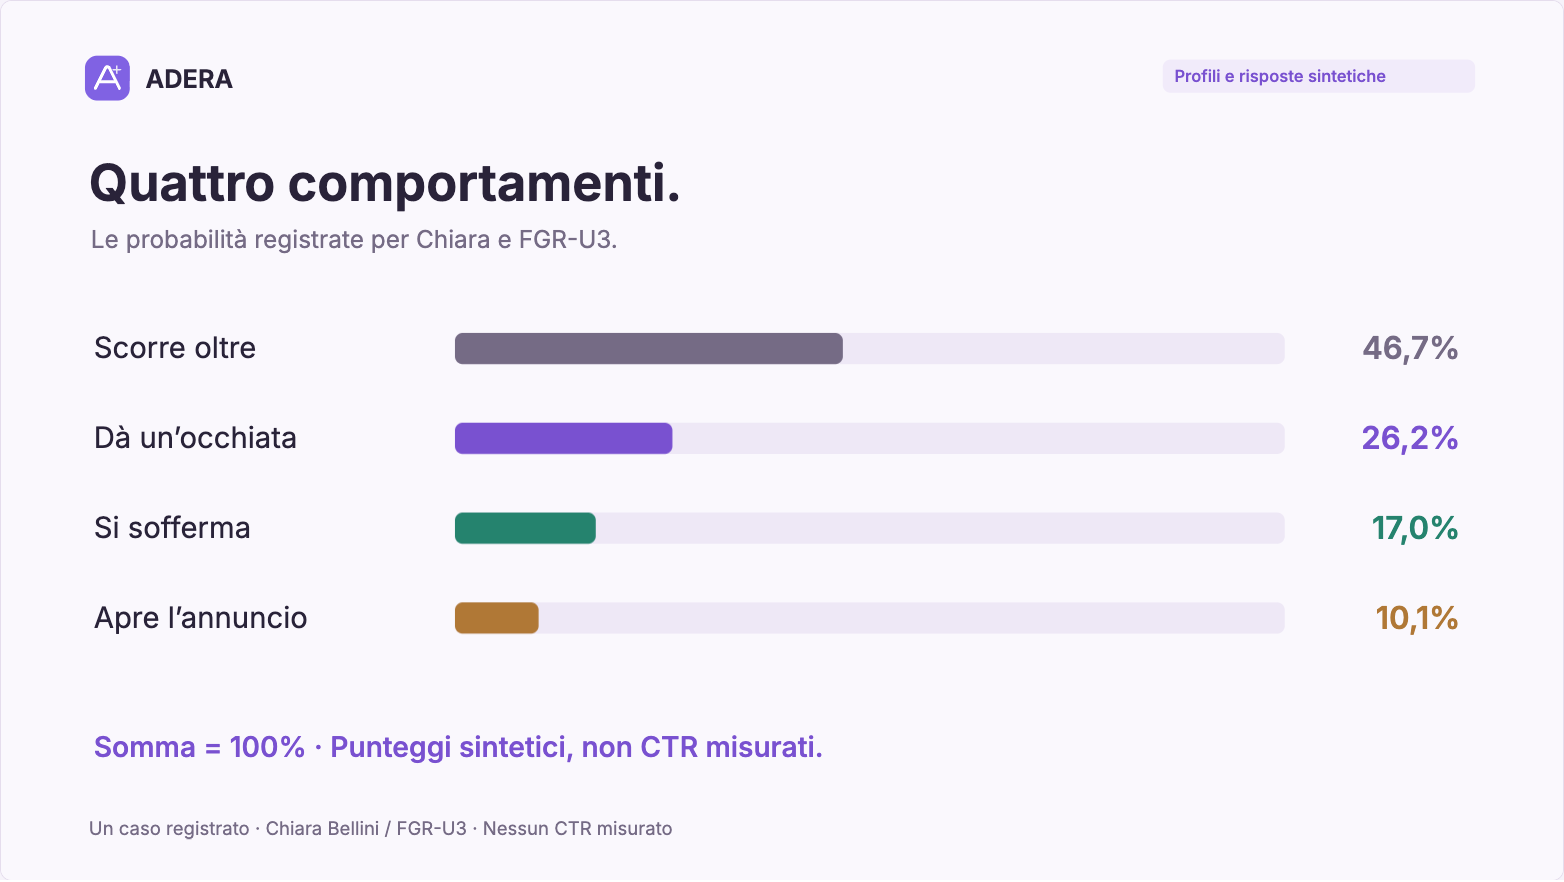 ADERA
Profili e risposte sintetiche
Quattro comportamenti.
Le probabilità registrate per Chiara e FGR-U3.
Scorre oltre 46,7%
Dà un’occhiata 26,2%
Si sofferma 17,0%
Apre l’annuncio 10,1%
Somma = 100% · Punteggi sintetici, non CTR misurati.
Un caso registrato · Chiara Bellini / FGR-U3 · Nessun CTR misurato